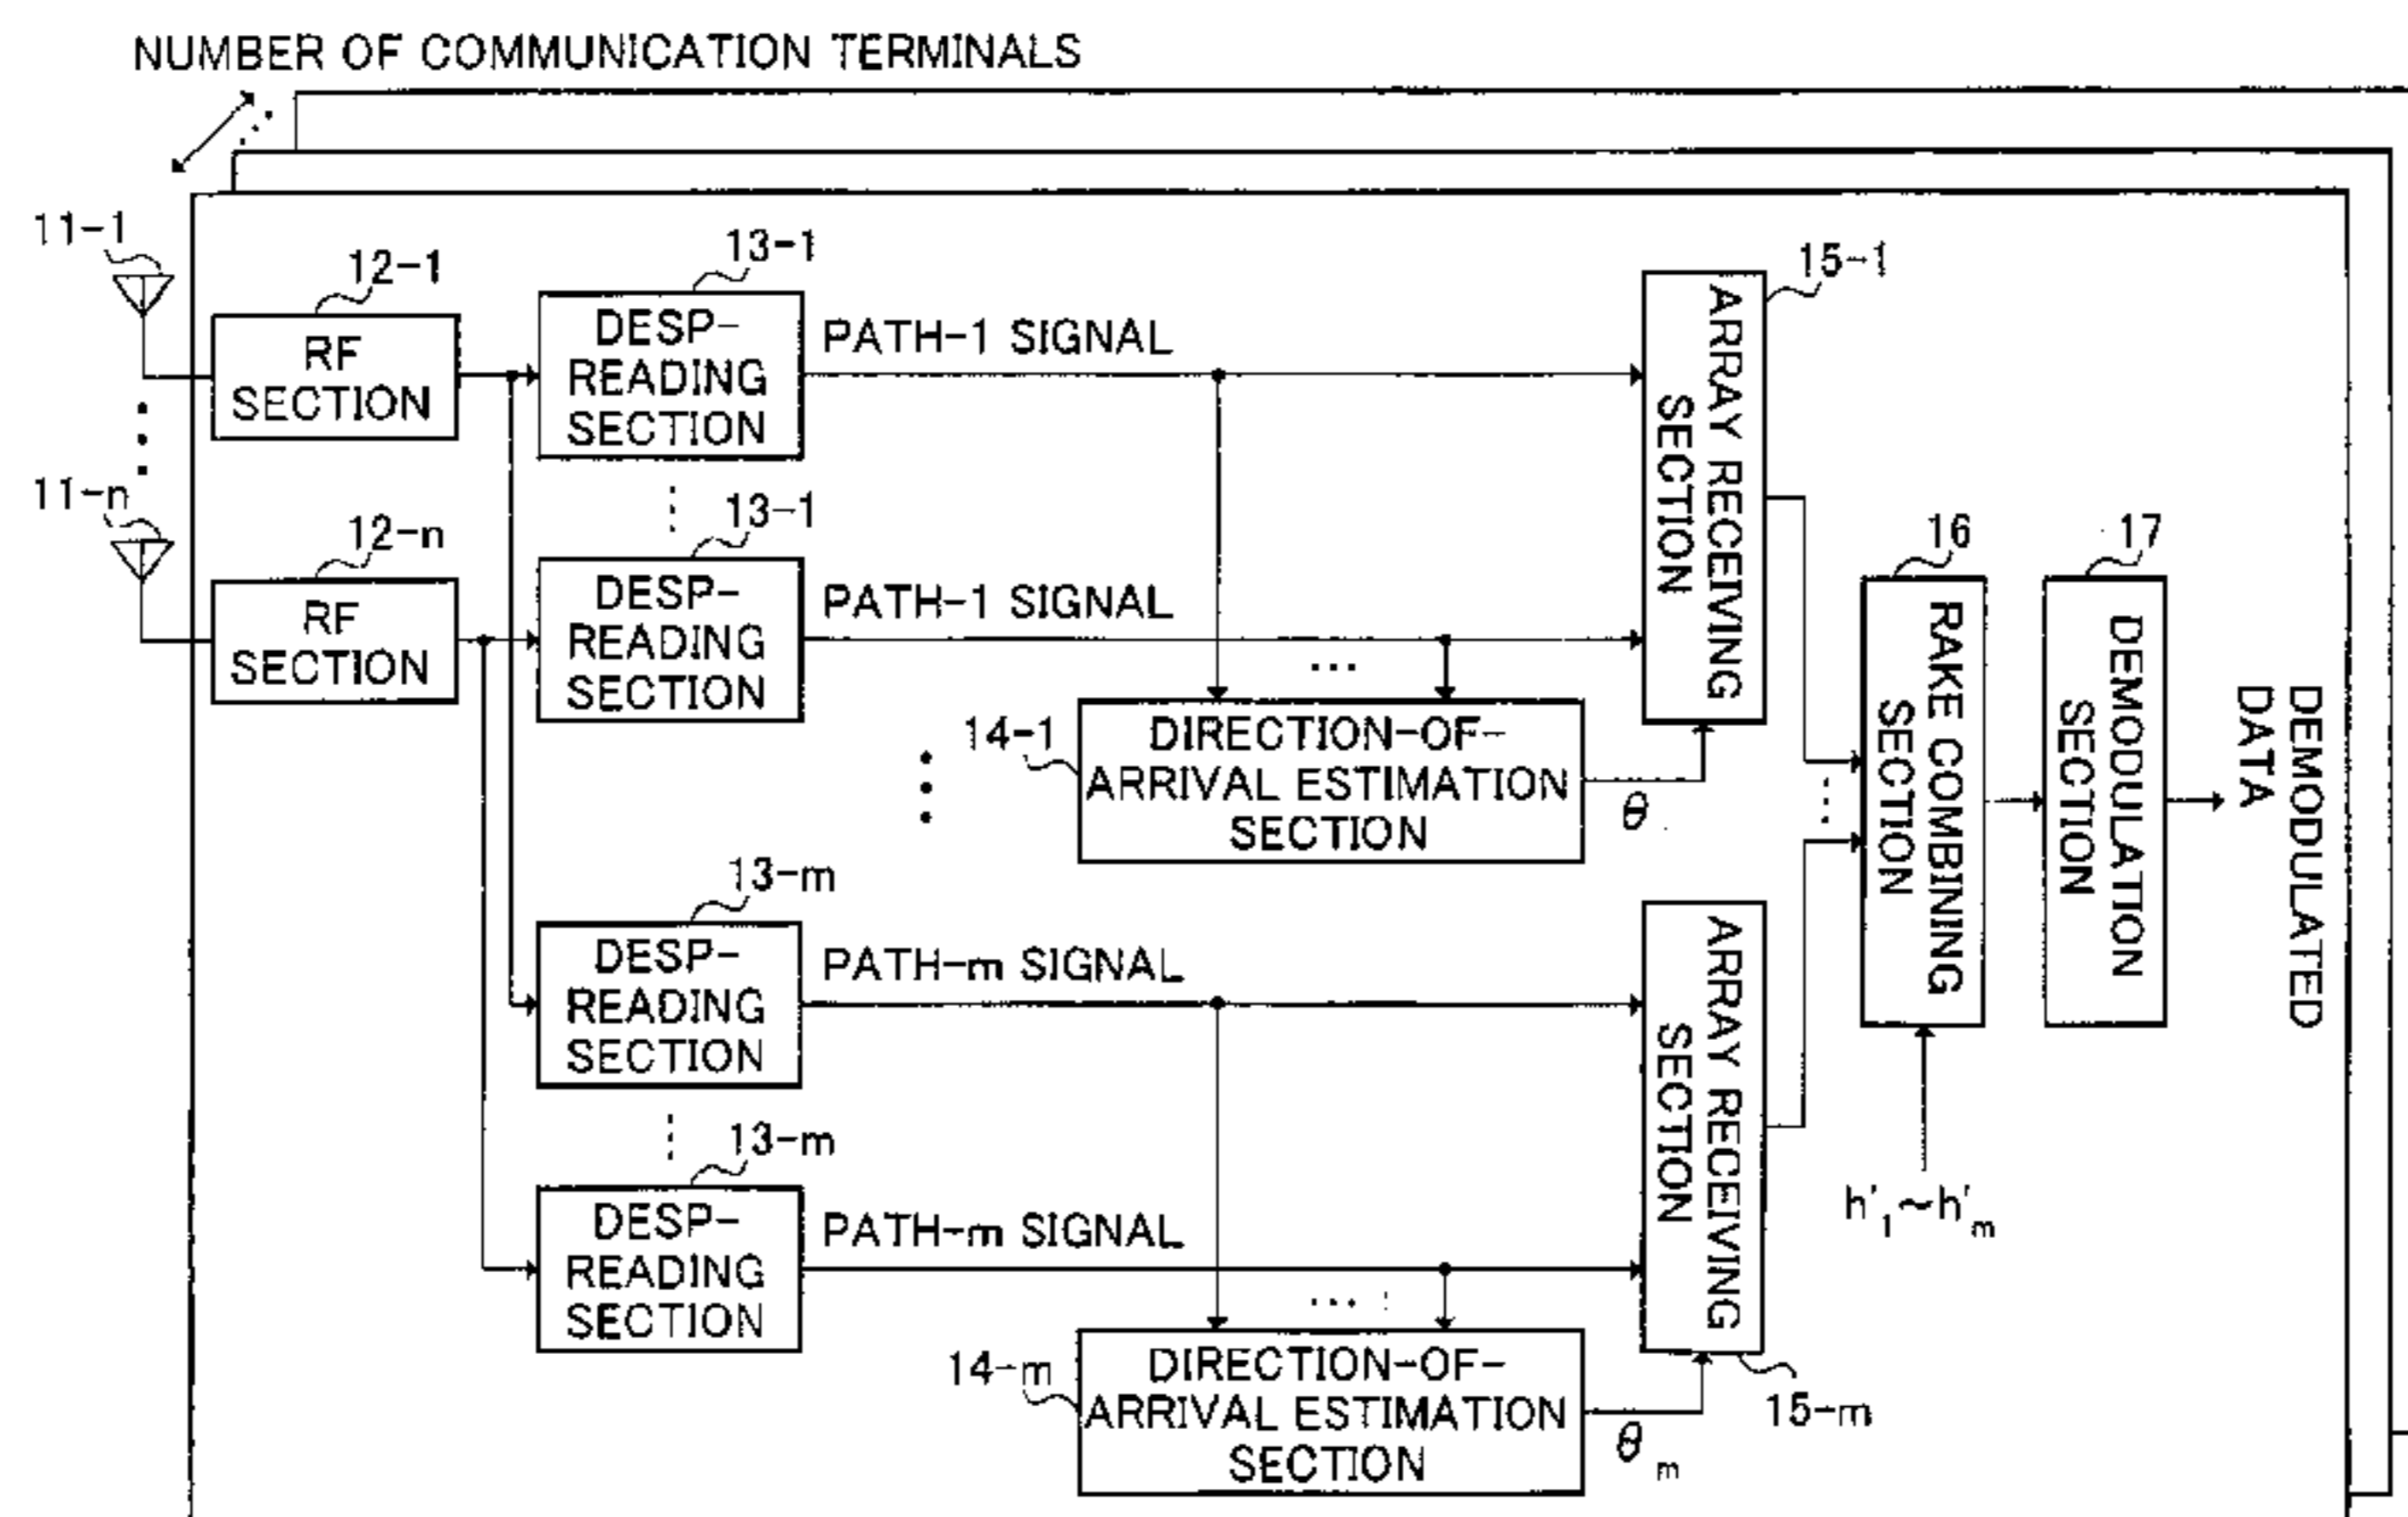 NUMBER OF COMMUNICATION TERMINALS
11-1
12-1
13-1
15-1
RF
SECTION
DESP-
READING
SECTION
PATH-1 SIGNAL
ARRAY RECEIVING
SECTION
11-n
12-n
13-1
16
17
RF
SECTION
DESP-
READING
SECTION
PATH-1 SIGNAL
...
14-1
DIRECTION-OF-
ARRIVAL ESTIMATION
SECTION
θ
RAKE COMBINING
SECTION
DEMODULATION
SECTION
DEMODULATED
DATA
13-m
DESP-
READING
SECTION
PATH-m SIGNAL
ARRAY RECEIVING
SECTION
13-m
DESP-
READING
SECTION
PATH-m SIGNAL
...
h'1~h'm
14-m
DIRECTION-OF-
ARRIVAL ESTIMATION
SECTION
θm
15-m